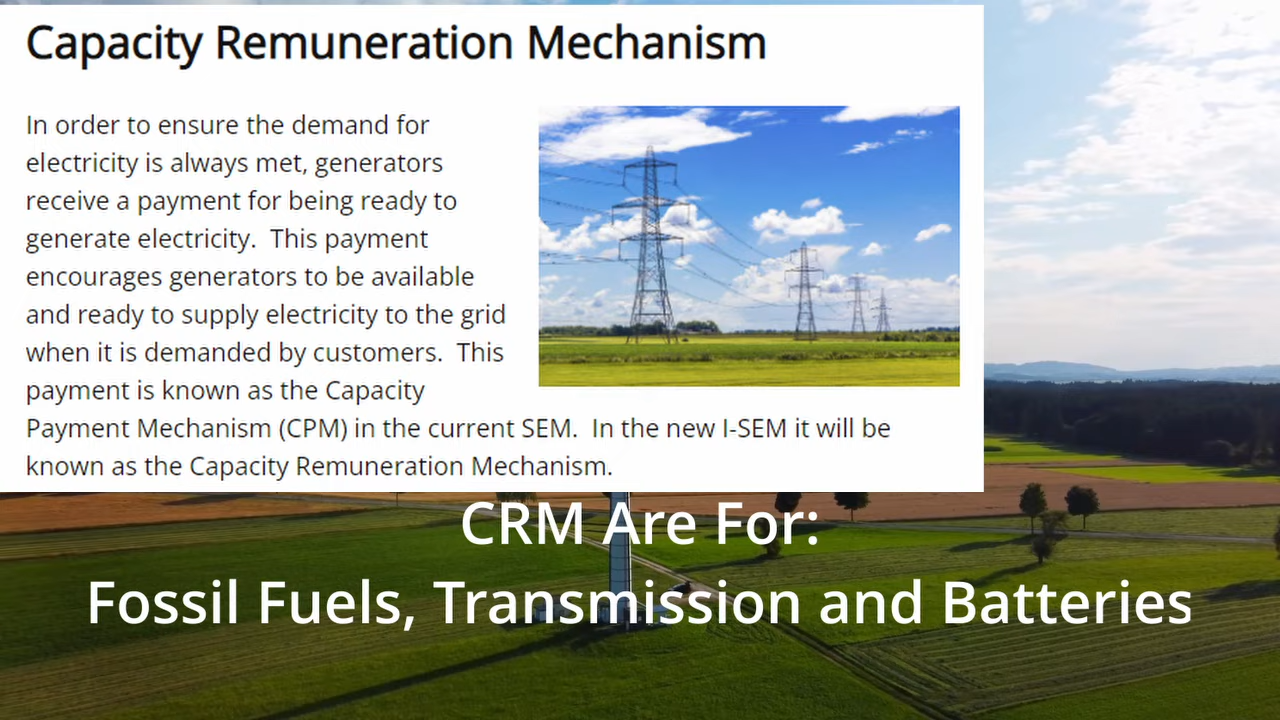 Capacity Remuneration Mechanism
In order to ensure the demand for
electricity is always met, generators
receive a payment for being ready to
generate electricity.  This payment
encourages generators to be available
and ready to supply electricity to the grid
when it is demanded by customers.  This
payment is known as the Capacity
Payment Mechanism (CPM) in the current SEM.  In the new I-SEM it will be
known as the Capacity Remuneration Mechanism.
CRM Are For:
Fossil Fuels, Transmission and Batteries